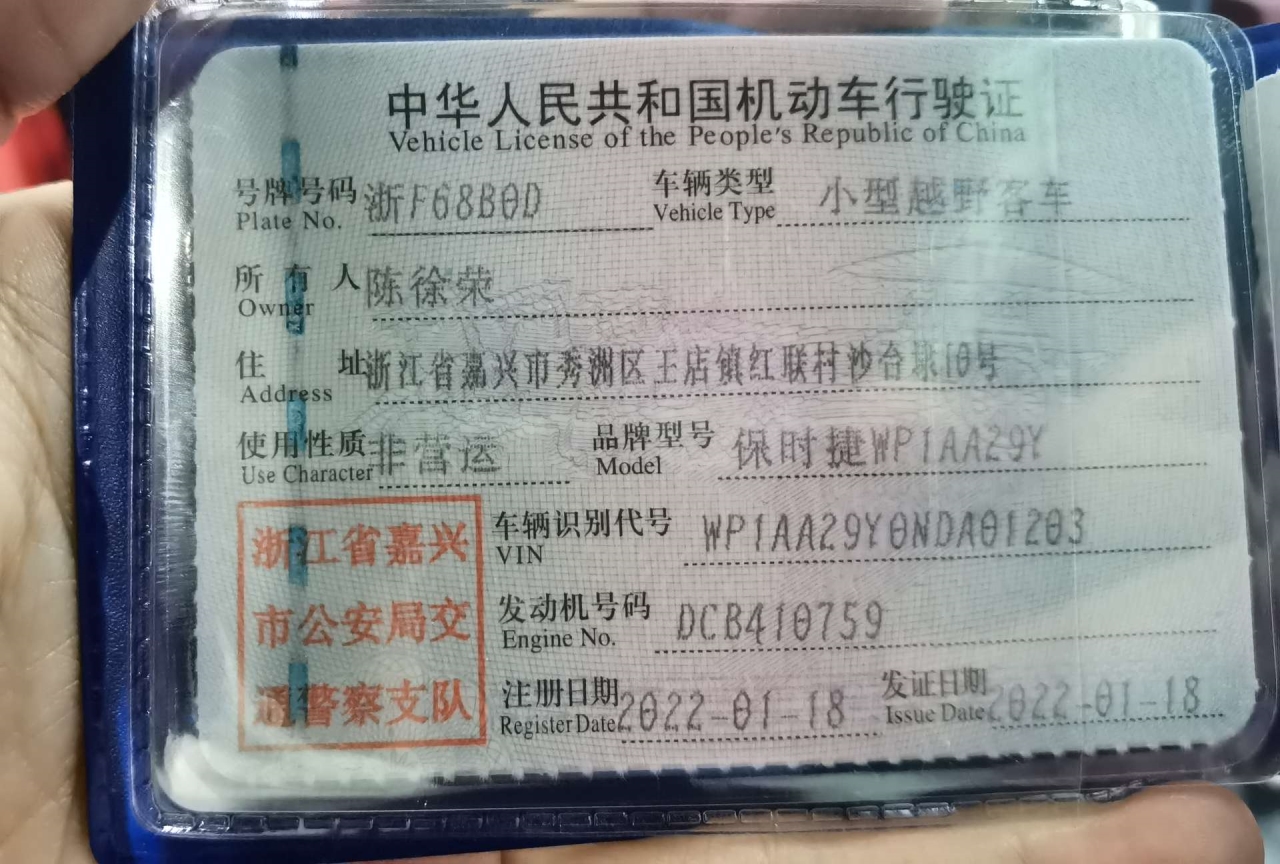 中华人民共和国机动车行驶证
Vehicle License of the People's Republic of China
号牌号码 浙F68B0D 车辆类型 小型越野客车
Plate No. Vehicle Type
所有人 陈徐荣
Owner
住址 浙江省嘉兴市秀洲区王店镇红联村沙台球10号
Address
使用性质 非营运 品牌型号 保时捷WP1AA29Y
Use Character Model
浙江省嘉兴
市公安局交
通警察支队
车辆识别代号 WP1AA29Y0NDA01203
VIN
发动机号码 DCB410759
Engine No.
注册日期 2022-01-18 发证日期 2022-01-18
Register Date Issue Date